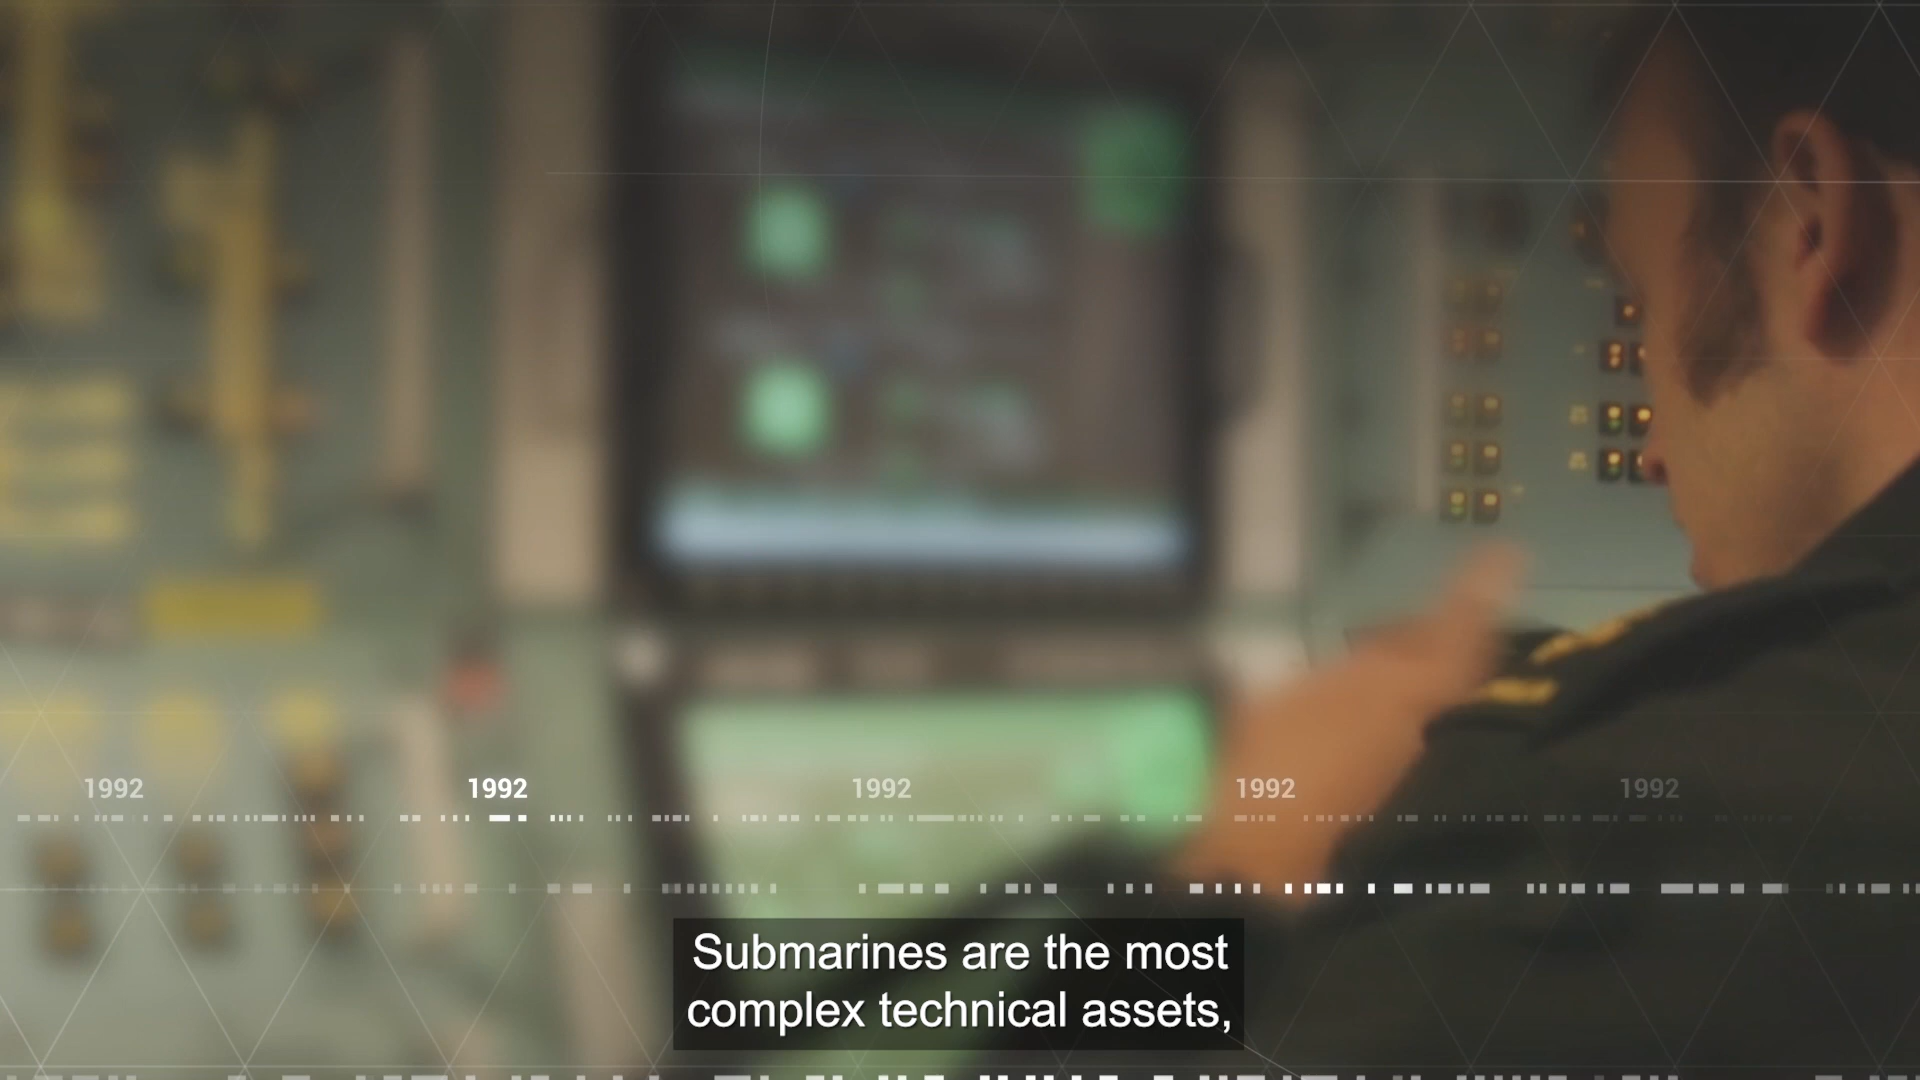 1992 1992 1992 1992 1992
Submarines are the most
complex technical assets,